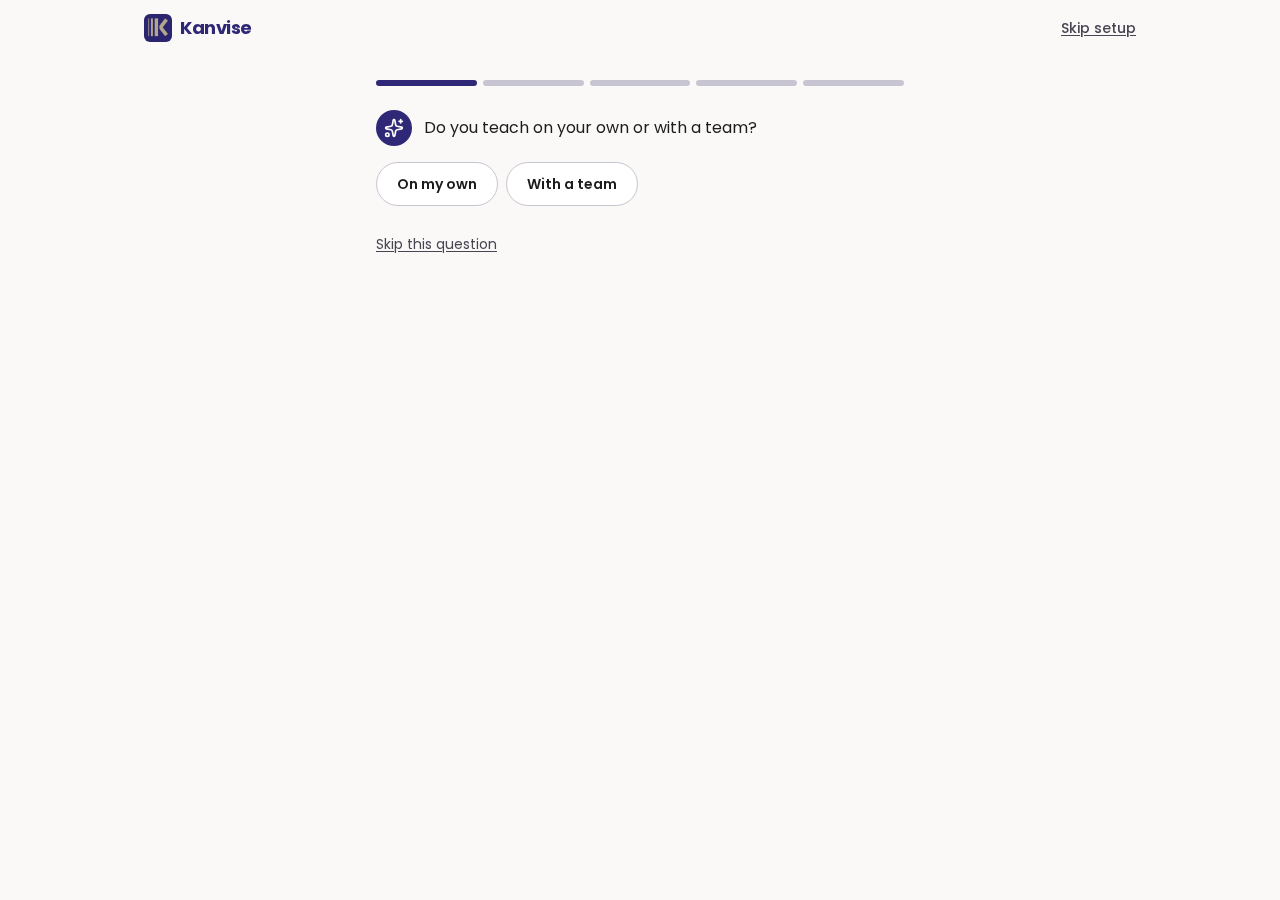 Kanvise
Skip setup
Do you teach on your own or with a team?
On my own
With a team
Skip this question